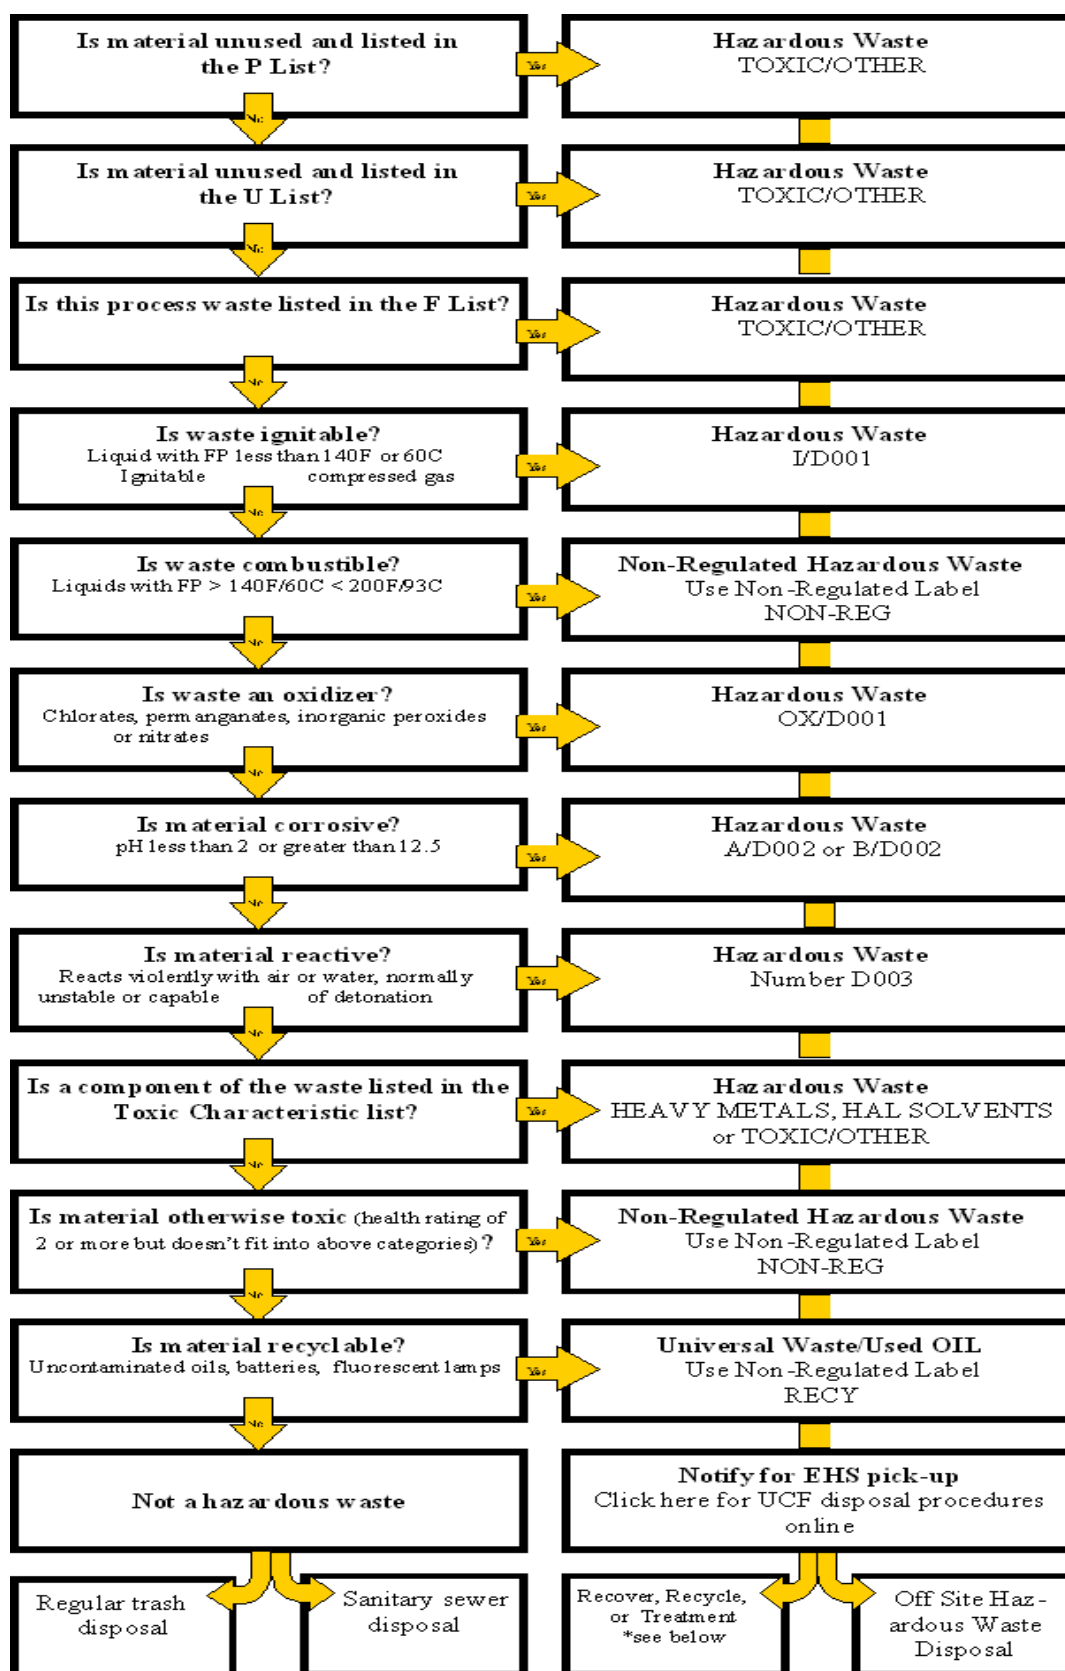 Is material unused and listed in
the P List?
Yes
Hazardous Waste
TOXIC/OTHER
No
Is material unused and listed in
the U List?
Yes
Hazardous Waste
TOXIC/OTHER
No
Is this process waste listed in the F List?
Yes
Hazardous Waste
TOXIC/OTHER
No
Is waste ignitable?
Liquid with FP less than 140F or 60C
Ignitable compressed gas
Yes
Hazardous Waste
I/D001
No
Is waste combustible?
Liquids with FP > 140F/60C < 200F/93C
Yes
Non-Regulated Hazardous Waste
Use Non-Regulated Label
NON-REG
No
Is waste an oxidizer?
Chlorates, permanganates, inorganic peroxides
or nitrates
Yes
Hazardous Waste
OX/D001
No
Is material corrosive?
pH less than 2 or greater than 12.5
Yes
Hazardous Waste
A/D002 or B/D002
No
Is material reactive?
Reacts violently with air or water, normally
unstable or capable of detonation
Yes
Hazardous Waste
Number D003
No
Is a component of the waste listed in the
Toxic Characteristic list?
Yes
Hazardous Waste
HEAVY METALS, HAL SOLVENTS
or TOXIC/OTHER
No
Is material otherwise toxic (health rating of
2 or more but doesn't fit into above categories) ?
Yes
Non-Regulated Hazardous Waste
Use Non-Regulated Label
NON-REG
No
Is material recyclable?
Uncontaminated oils, batteries, fluorescent lamps
Yes
Universal Waste/Used OIL
Use Non-Regulated Label
RECY
No
Not a hazardous waste
Notify for EHS pick-up
Click here for UCF disposal procedures
online
Regular trash
disposal
Sanitary sewer
disposal
Recover, Recycle,
or Treatment
*see below
Off Site Haz-
ardous Waste
Disposal